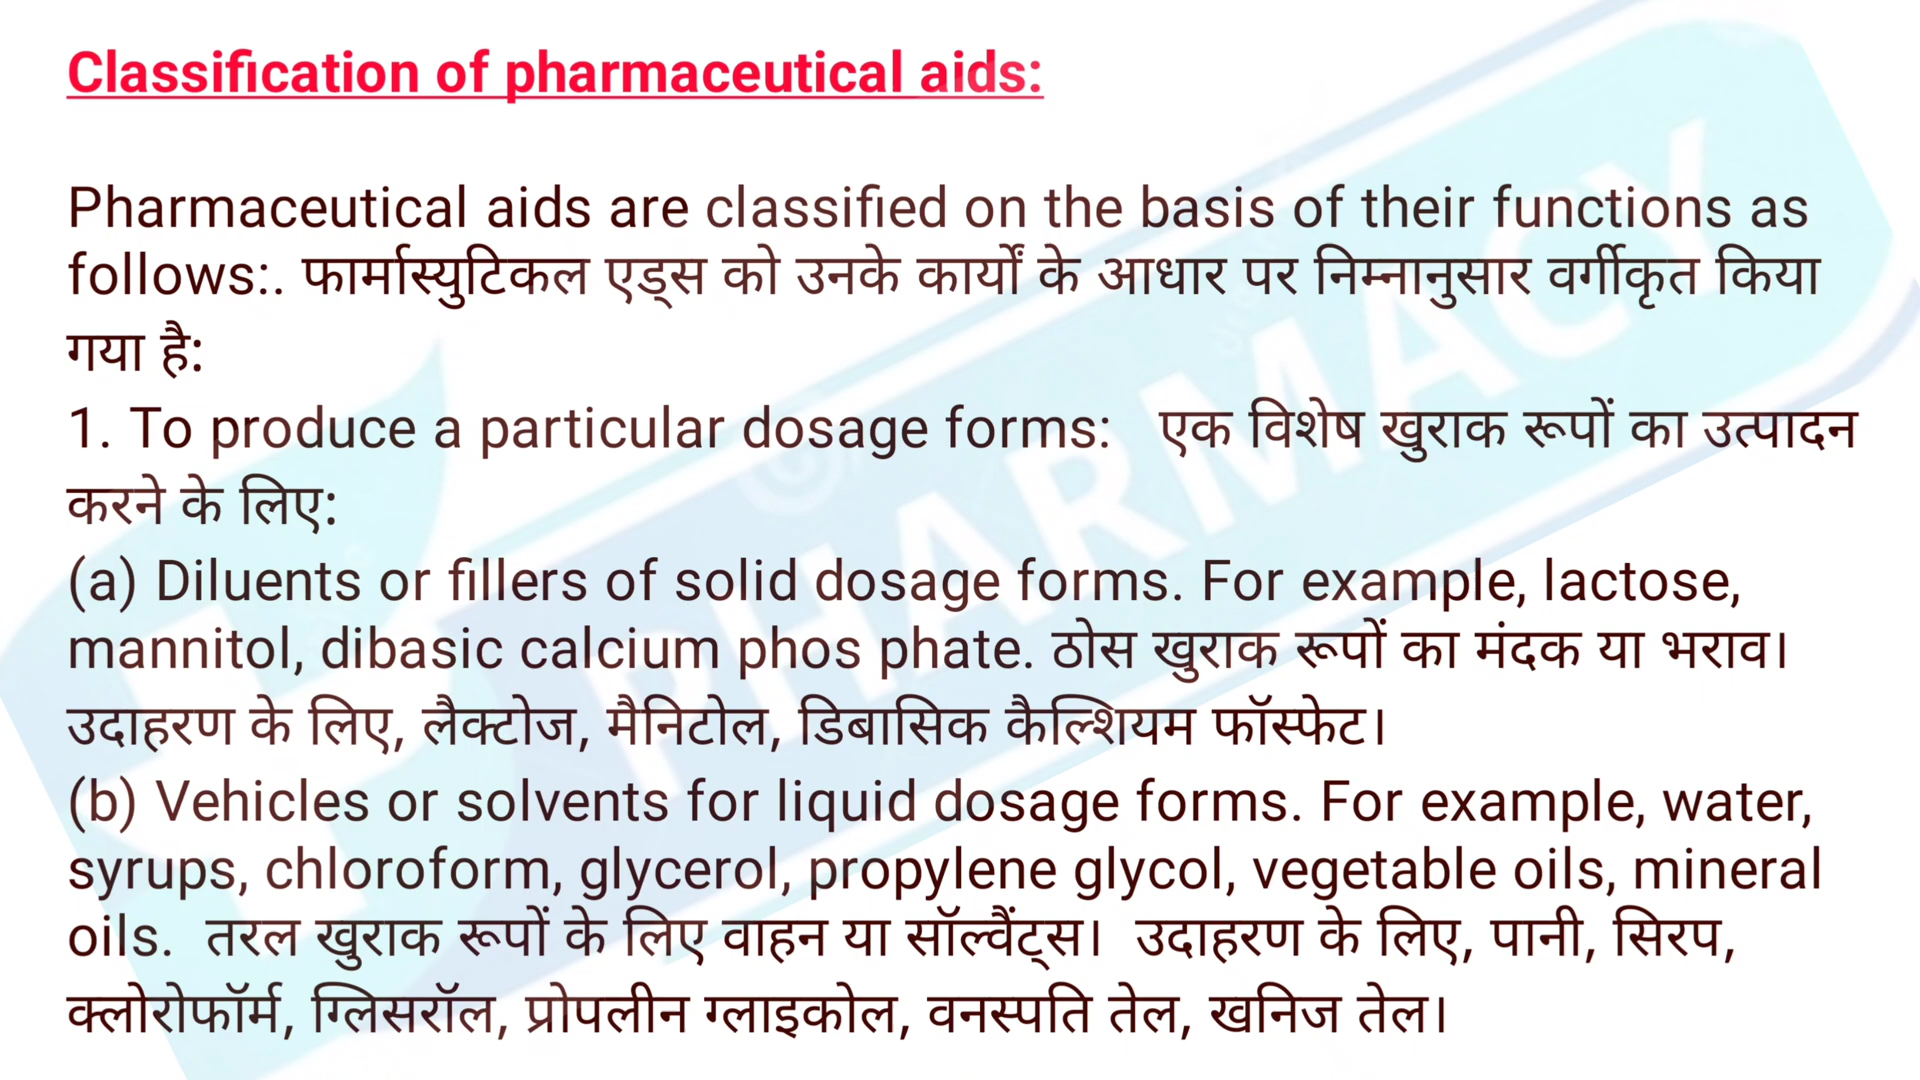 Classification of pharmaceutical aids:
Pharmaceutical aids are classified on the basis of their functions as
follows:. फार्मास्युटिकल एड्स को उनके कार्यों के आधार पर निम्नानुसार वर्गीकृत किया
गया है:
1. To produce a particular dosage forms: एक विशेष खुराक रूपों का उत्पादन
करने के लिए:
(a) Diluents or fillers of solid dosage forms. For example, lactose,
mannitol, dibasic calcium phos phate. ठोस खुराक रूपों का मंदक या भराव।
उदाहरण के लिए, लैक्टोज, मैनिटोल, डिबासिक कैल्शियम फॉस्फेट।
(b) Vehicles or solvents for liquid dosage forms. For example, water,
syrups, chloroform, glycerol, propylene glycol, vegetable oils, mineral
oils. तरल खुराक रूपों के लिए वाहन या सॉल्वैंट्स। उदाहरण के लिए, पानी, सिरप,
क्लोरोफॉर्म, ग्लिसरॉल, प्रोपलीन ग्लाइकोल, वनस्पति तेल, खनिज तेल।
PHARMACY